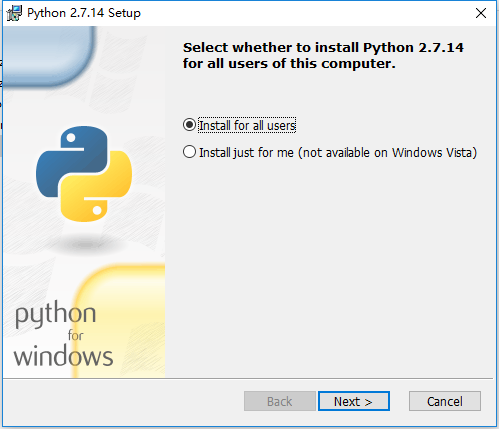 Python 2.7.14 Setup
Select whether to install Python 2.7.14
for all users of this computer.
Install for all users
Install just for me (not available on Windows Vista)
python
for
windows
Back
Next >
Cancel